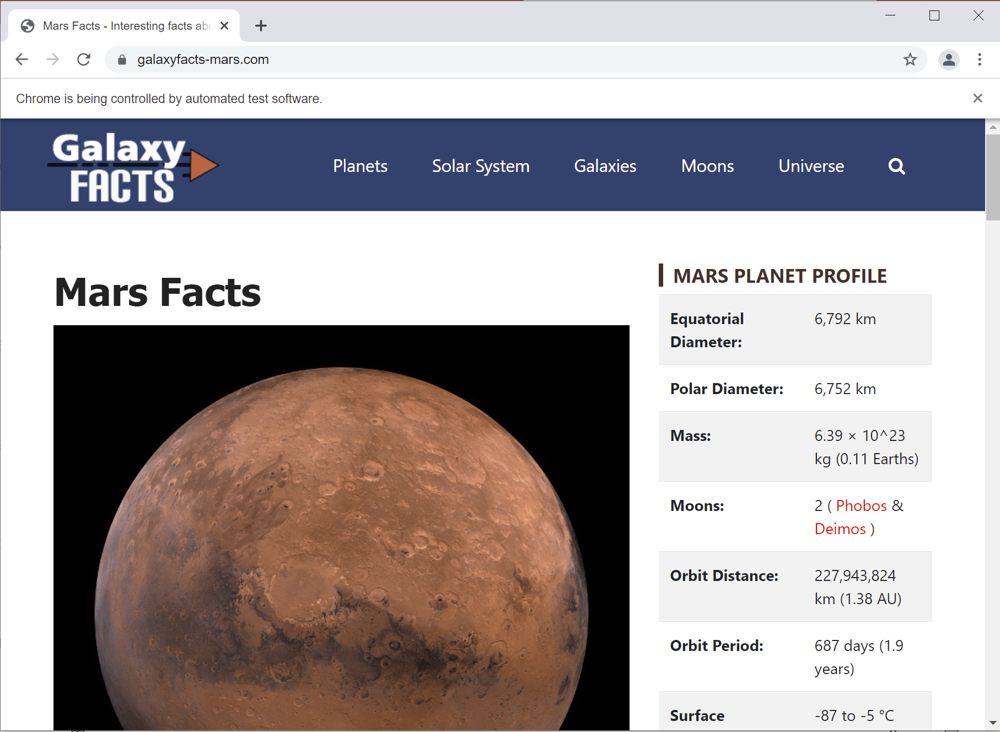 Mars Facts - Interesting facts abo
galaxyfacts-mars.com
Chrome is being controlled by automated test software.
Galaxy
FACTS
Planets
Solar System
Galaxies
Moons
Universe
Mars Facts
MARS PLANET PROFILE
Equatorial
Diameter:
6,792 km
Polar Diameter:
6,752 km
Mass:
6.39 × 10^23
kg (0.11 Earths)
Moons:
2 ( Phobos &
Deimos )
Orbit Distance:
227,943,824
km (1.38 AU)
Orbit Period:
687 days (1.9
years)
Surface
-87 to -5 °C